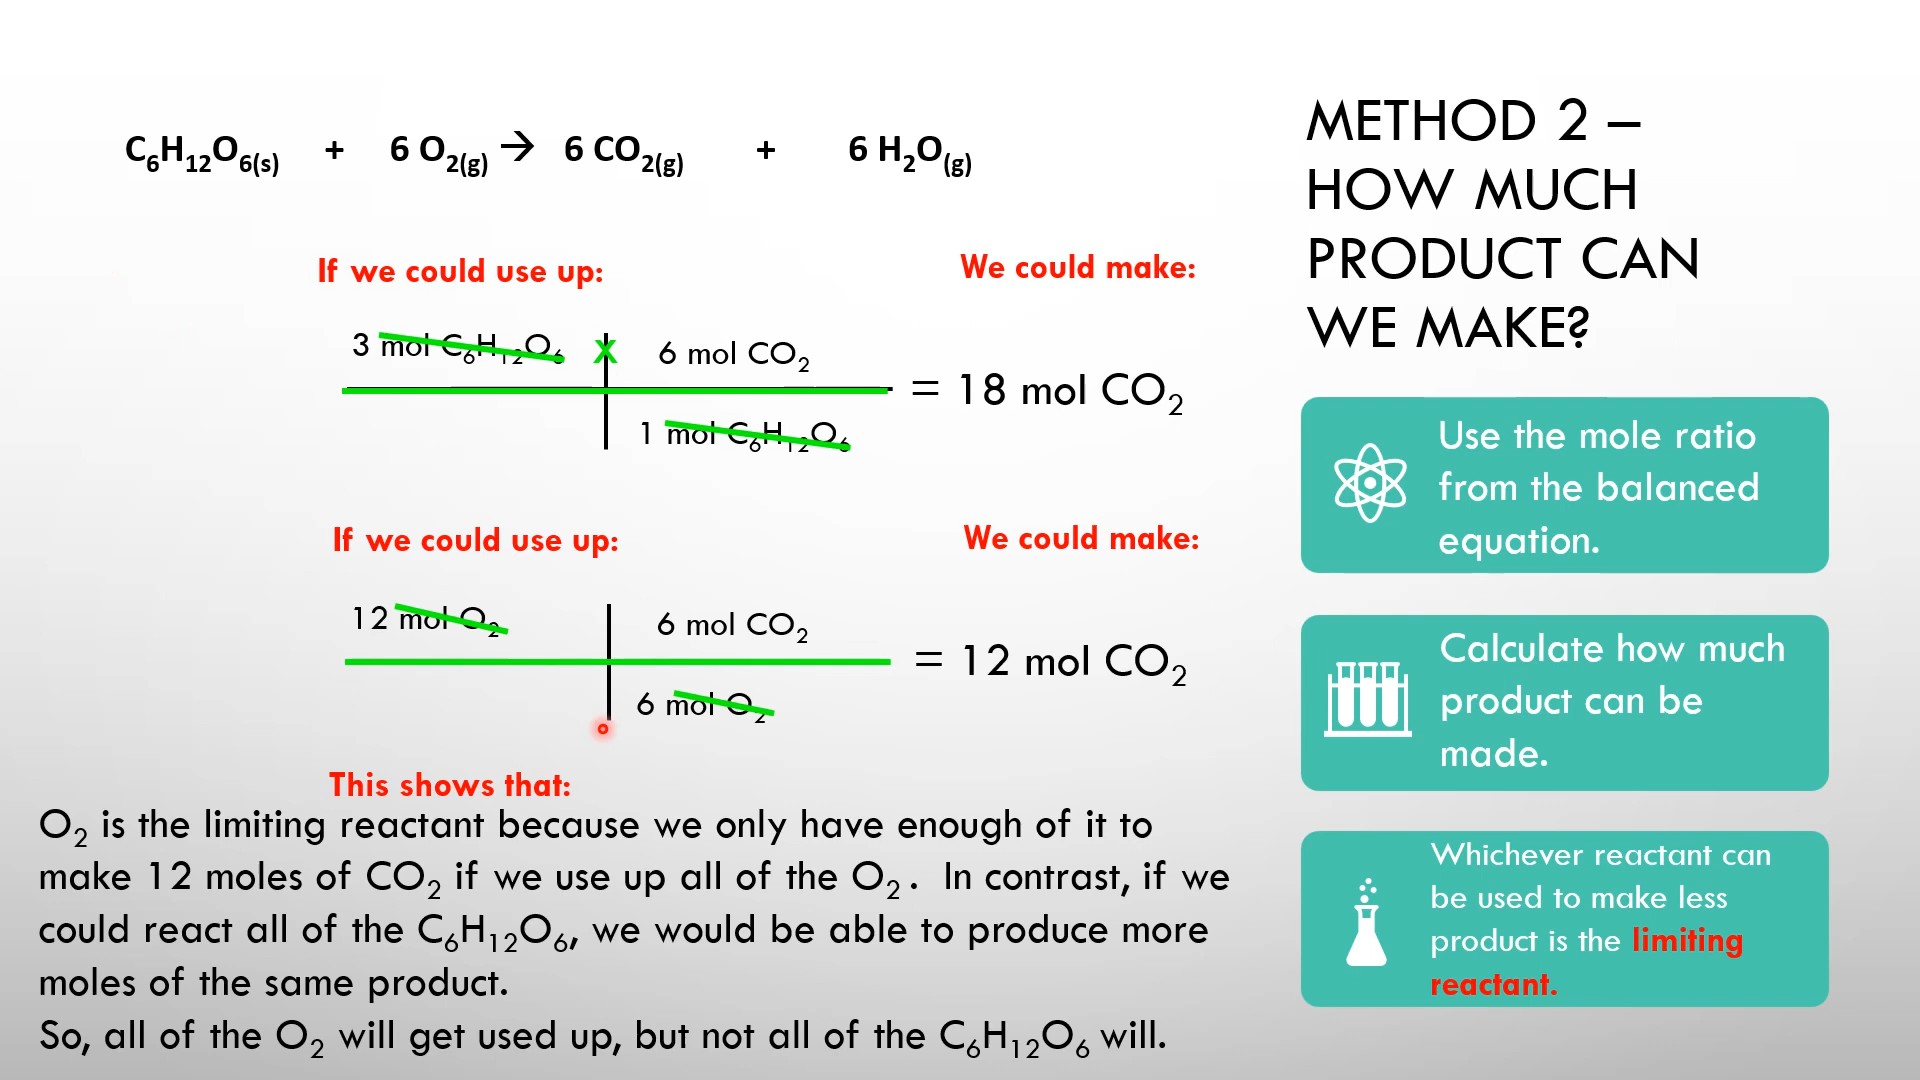 C₆H₁₂O₆₍ₛ₎ + 6 O₂(g) → 6 CO₂(g) + 6 H₂O(g)
If we could use up: We could make:
3 mol C₆H₁₂O₆ x 6 mol CO₂
= 18 mol CO₂
1 mol C₆H₁₂O₆
If we could use up: We could make:
12 mol O₂ 6 mol CO₂
= 12 mol CO₂
6 mol O₂
This shows that:
O₂ is the limiting reactant because we only have enough of it to
make 12 moles of CO₂ if we use up all of the O₂ . In contrast, if we
could react all of the C₆H₁₂O₆, we would be able to produce more
moles of the same product.
So, all of the O₂ will get used up, but not all of the C₆H₁₂O₆ will.
METHOD 2 –
HOW MUCH
PRODUCT CAN
WE MAKE?
Use the mole ratio
from the balanced
equation.
Calculate how much
product can be
made.
Whichever reactant can
be used to make less
product is the limiting
reactant.